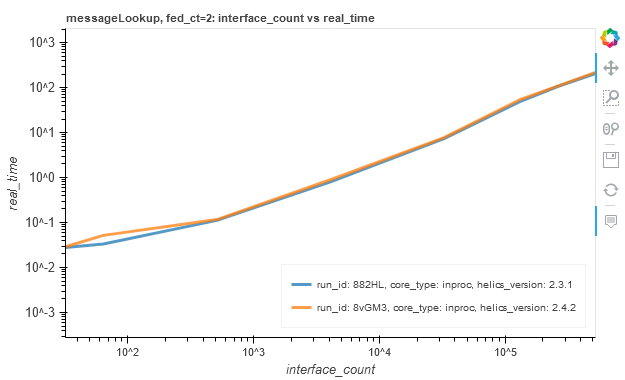 messageLookup, fed_ct=2: interface_count vs real_time
10^3
10^2
10^1
10^0
10^-1
10^-2
10^-3
real_time
run_id: 882HL, core_type: inproc, helics_version: 2.3.1
run_id: 8vGM3, core_type: inproc, helics_version: 2.4.2
10^2 10^3 10^4 10^5
interface_count